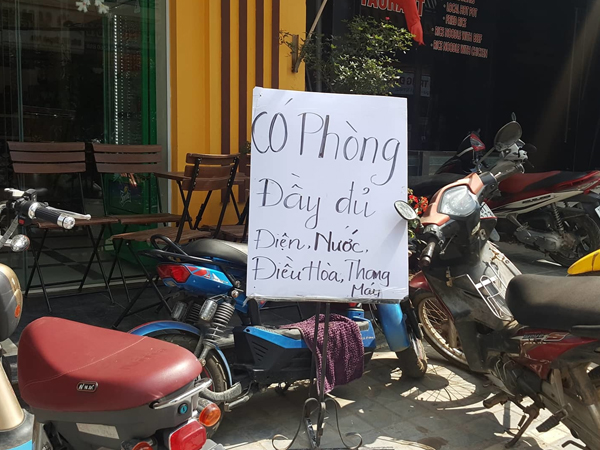 CÓ Phòng
Đầy đủ
Điện, Nước,
Điều Hòa, Thang
Máy